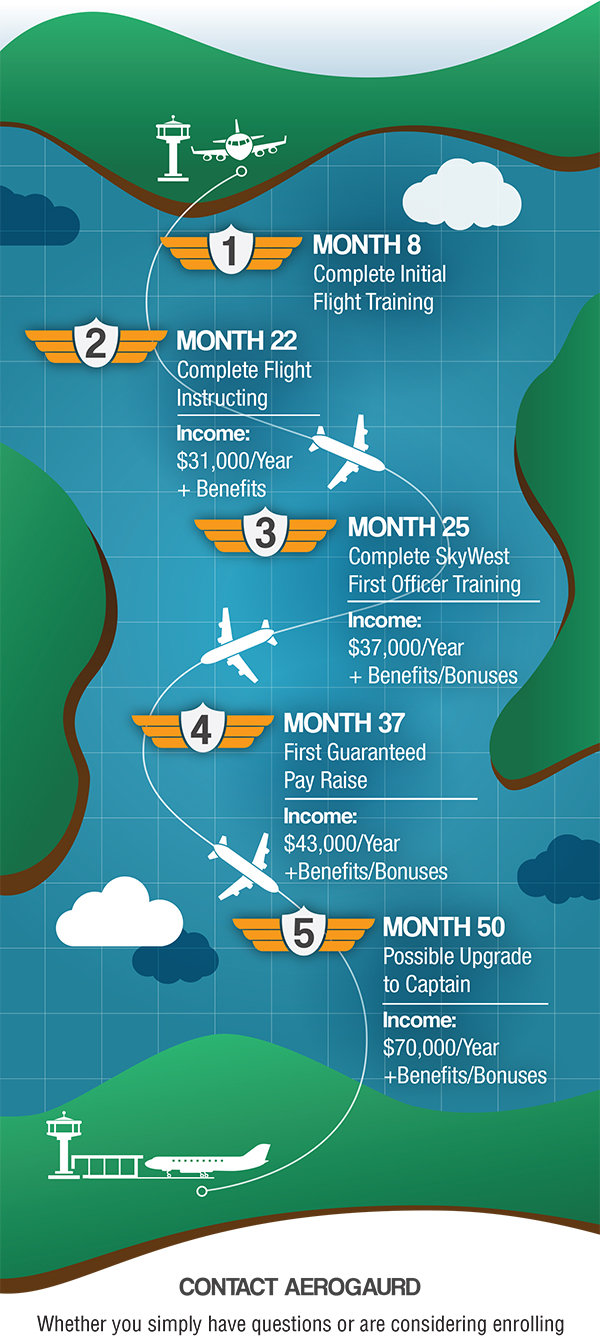 1
MONTH 8
Complete Initial
Flight Training
2
MONTH 22
Complete Flight
Instructing
Income:
$31,000/Year
+ Benefits
3
MONTH 25
Complete SkyWest
First Officer Training
Income:
$37,000/Year
+ Benefits/Bonuses
4
MONTH 37
First Guaranteed
Pay Raise
Income:
$43,000/Year
+Benefits/Bonuses
5
MONTH 50
Possible Upgrade
to Captain
Income:
$70,000/Year
+Benefits/Bonuses
CONTACT AEROGAURD
Whether you simply have questions or are considering enrolling